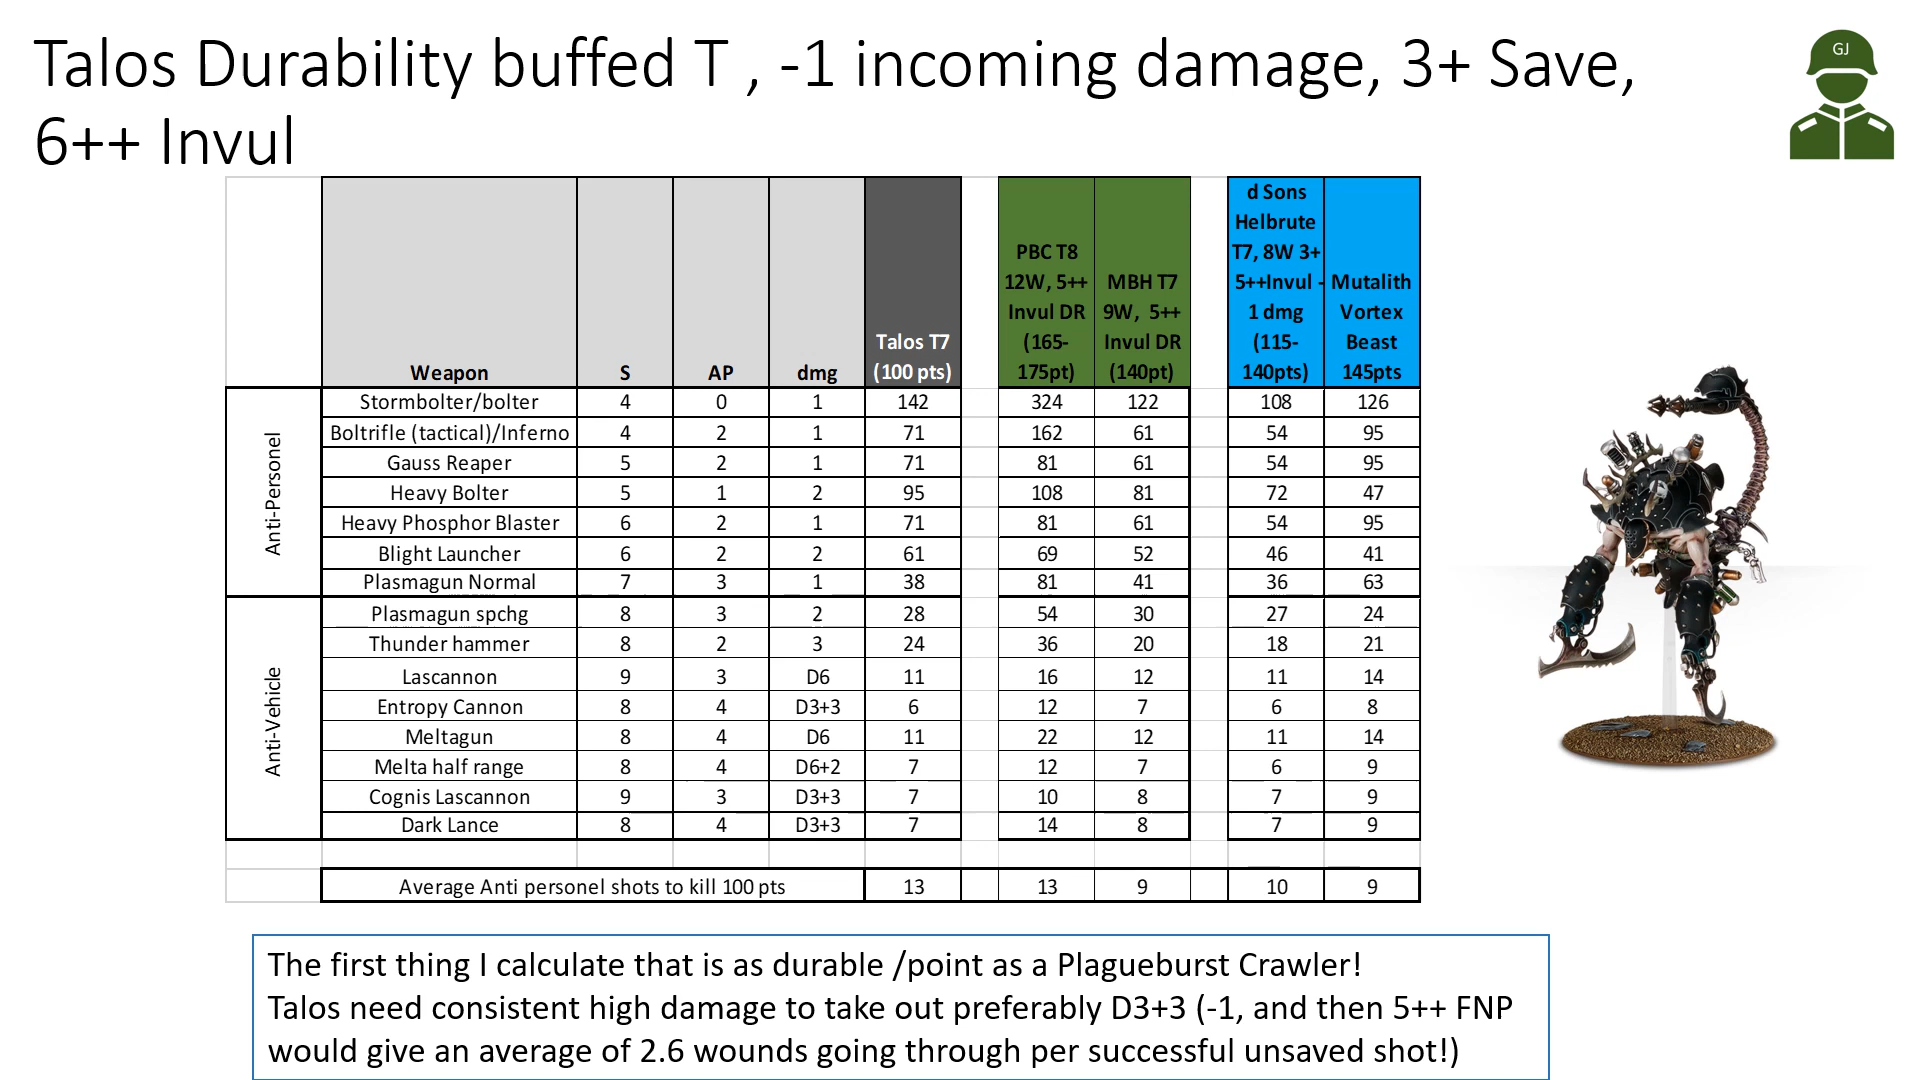 Talos Durability buffed T , -1 incoming damage, 3+ Save,
6++ Invul
GJ
Weapon S AP dmg Talos T7 (100 pts) PBC T8 12W, 5++ Invul DR (165-175pt) MBH T7 9W, 5++ Invul DR (140pt) d Sons Helbrute T7, 8W 3+ 5++Invul -1 dmg (115-140pts) Mutalith Vortex Beast 145pts
Anti-Personel
Stormbolter/bolter 4 0 1 142 324 122 108 126
Boltrifle (tactical)/Inferno 4 2 1 71 162 61 54 95
Gauss Reaper 5 2 1 71 81 61 54 95
Heavy Bolter 5 1 2 95 108 81 72 47
Heavy Phosphor Blaster 6 2 1 71 81 61 54 95
Blight Launcher 6 2 2 61 69 52 46 41
Plasmagun Normal 7 3 1 38 81 41 36 63
Anti-Vehicle
Plasmagun spchg 8 3 2 28 54 30 27 24
Thunder hammer 8 2 3 24 36 20 18 21
Lascannon 9 3 D6 11 16 12 11 14
Entropy Cannon 8 4 D3+3 6 12 7 6 8
Meltagun 8 4 D6 11 22 12 11 14
Melta half range 8 4 D6+2 7 12 7 6 9
Cognis Lascannon 9 3 D3+3 7 10 8 7 9
Dark Lance 8 4 D3+3 7 14 8 7 9
Average Anti personel shots to kill 100 pts 13 13 9 10 9
The first thing I calculate that is as durable /point as a Plagueburst Crawler!
Talos need consistent high damage to take out preferably D3+3 (-1, and then 5++ FNP
would give an average of 2.6 wounds going through per successful unsaved shot!)